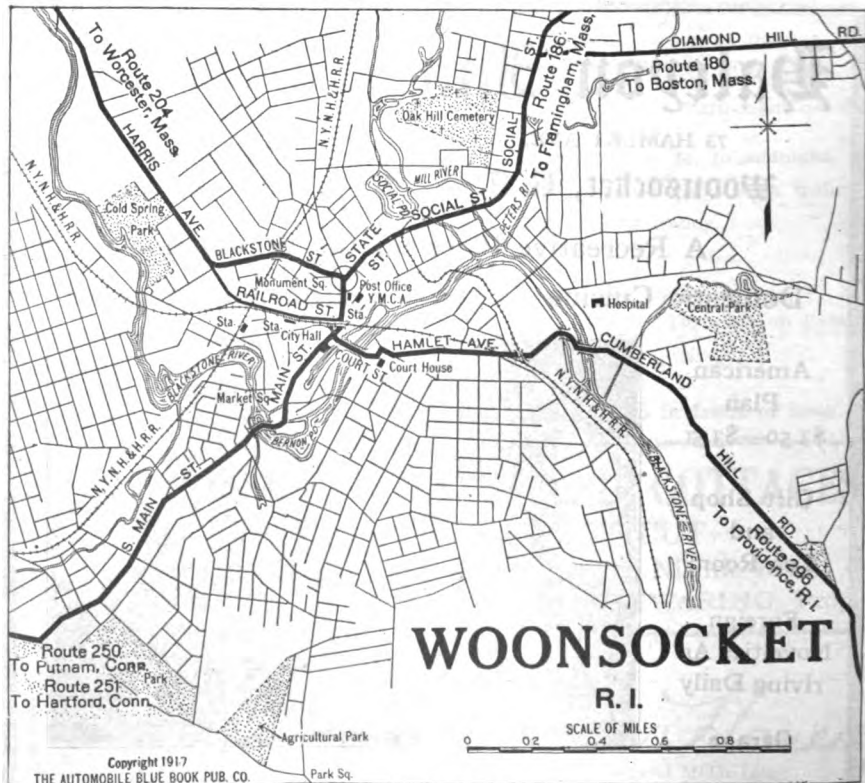 DIAMOND HILL RD.
Route 180
To Boston, Mass.
Route 204
To Worcester, Mass.
HARRIS AVE.
N.Y.N.H.& H.R.R.
N.Y.N.H.& H.R.R.
Oak Hill Cemetery
SOCIAL ST.
Route 186
To Framingham, Mass.
MILL RIVER
SOCIAL PD.
SOCIAL ST.
PETERS RI.
Cold Spring
Park
BLACKSTONE ST
STATE ST.
Monument Sq.
Post Office
Y.M.C.A
RAILROAD ST.
Sta.
Sta.
Sta.
City Hall
Hospital
Central Park
HAMLET AVE.
COURT ST.
Court House
CUMBERLAND HILL RD.
BLACKSTONE RIVER
MAIN ST.
Market Sq.
BERNON PD.
N.Y.N.H.& H.R.R.
N.Y.N.H.& H.R.R.
BLACKSTONE RIVER
S. MAIN ST.
Route 296
To Providence, R.I.
Route 250
To Putnam, Conn.
Route 251
To Hartford, Conn.
Park
Agricultural Park
Park Sq.
WOONSOCKET
R. I.
SCALE OF MILES
0 0.2 0.4 0.6 0.8
Copyright 1917
THE AUTOMOBILE BLUE BOOK PUB. CO.